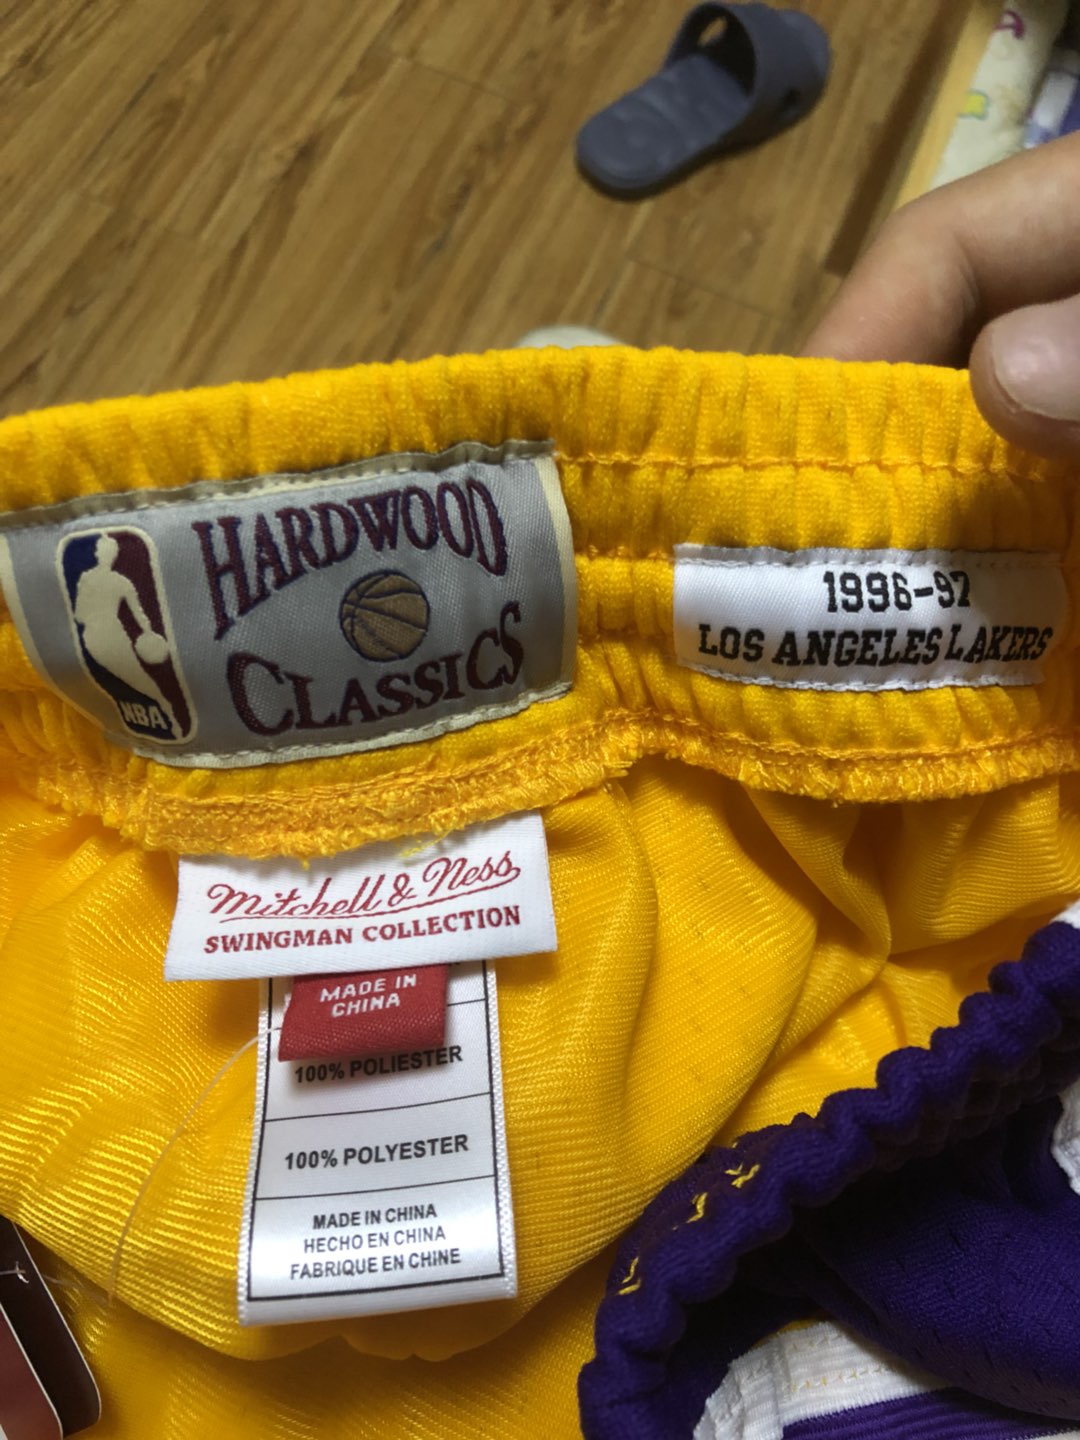 HARDWOOD
CLASSICS
NBA
1996-97
LOS ANGELES LAKERS
Mitchell & Ness
SWINGMAN COLLECTION
MADE IN
CHINA
100% POLIESTER
100% POLYESTER
MADE IN CHINA
HECHO EN CHINA
FABRIQUE EN CHINE